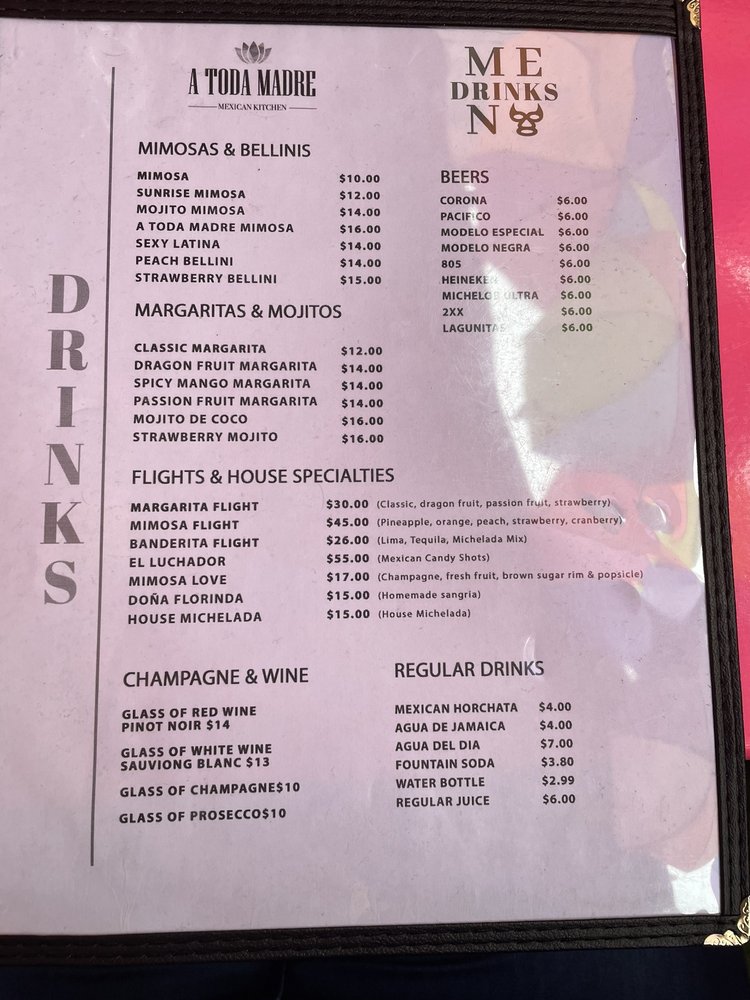 A TODA MADRE
MEXICAN KITCHEN
ME
DRINKS
N
DRINKS
MIMOSAS & BELLINIS
MIMOSA $10.00
SUNRISE MIMOSA $12.00
MOJITO MIMOSA $14.00
A TODA MADRE MIMOSA $16.00
SEXY LATINA $14.00
PEACH BELLINI $14.00
STRAWBERRY BELLINI $15.00
BEERS
CORONA $6.00
PACIFICO $6.00
MODELO ESPECIAL $6.00
MODELO NEGRA $6.00
805 $6.00
HEINEKEN $6.00
MICHELOB ULTRA $6.00
2XX $6.00
LAGUNITAS $6.00
MARGARITAS & MOJITOS
CLASSIC MARGARITA $12.00
DRAGON FRUIT MARGARITA $14.00
SPICY MANGO MARGARITA $14.00
PASSION FRUIT MARGARITA $14.00
MOJITO DE COCO $16.00
STRAWBERRY MOJITO $16.00
FLIGHTS & HOUSE SPECIALTIES
MARGARITA FLIGHT $30.00 (Classic, dragon fruit, passion fruit, strawberry)
MIMOSA FLIGHT $45.00 (Pineapple, orange, peach, strawberry, cranberry)
BANDERITA FLIGHT $26.00 (Lima, Tequila, Michelada Mix)
EL LUCHADOR $55.00 (Mexican Candy Shots)
MIMOSA LOVE $17.00 (Champagne, fresh fruit, brown sugar rim & popsicle)
DOÑA FLORINDA $15.00 (Homemade sangria)
HOUSE MICHELADA $15.00 (House Michelada)
CHAMPAGNE & WINE
GLASS OF RED WINE
PINOT NOIR $14
GLASS OF WHITE WINE
SAUVIONG BLANC $13
GLASS OF CHAMPAGNE$10
GLASS OF PROSECCO$10
REGULAR DRINKS
MEXICAN HORCHATA $4.00
AGUA DE JAMAICA $4.00
AGUA DEL DIA $7.00
FOUNTAIN SODA $3.80
WATER BOTTLE $2.99
REGULAR JUICE $6.00